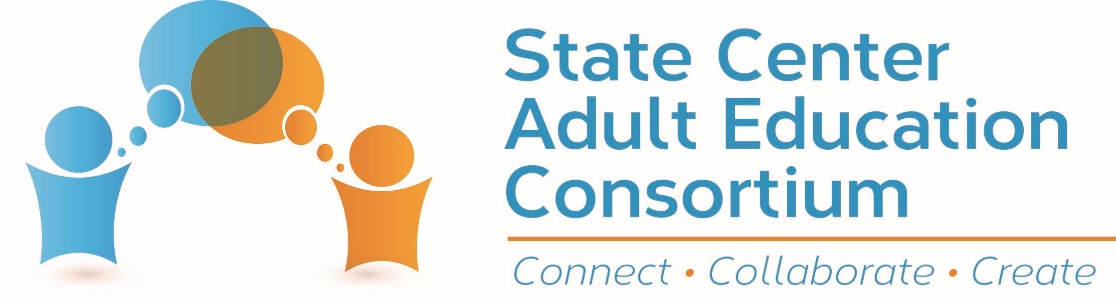 State Center
Adult Education
Consortium
Connect • Collaborate • Create